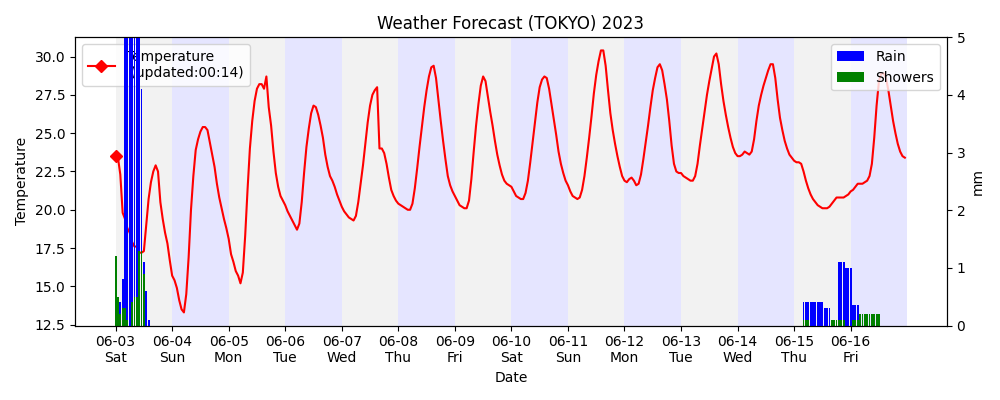 Weather Forecast (TOKYO) 2023
Temperature
(updated:00:14)
Rain
Showers
30.0
27.5
25.0
22.5
20.0
17.5
15.0
12.5
Temperature
5
4
3
2
1
0
mm
06-03 06-04 06-05 06-06 06-07 06-08 06-09 06-10 06-11 06-12 06-13 06-14 06-15 06-16
Sat Sun Mon Tue Wed Thu Fri Sat Sun Mon Tue Wed Thu Fri
Date